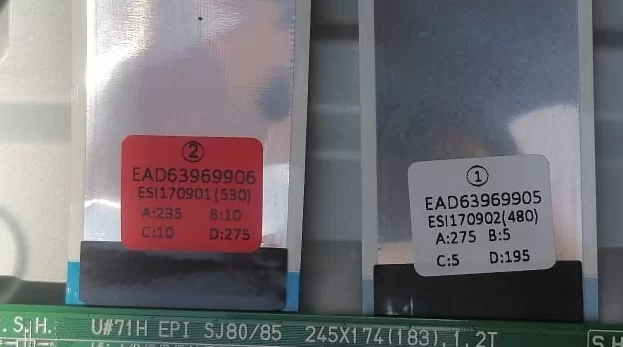 ②
EAD63969906
ESI170901(530)
A:235 B:10
C:10 D:275
①
EAD63969905
ESI170902(480)
A:275 B:5
C:5 D:195
.S.H. U#71H EPI SJ80/85 245X174(183),1.2T
S.H